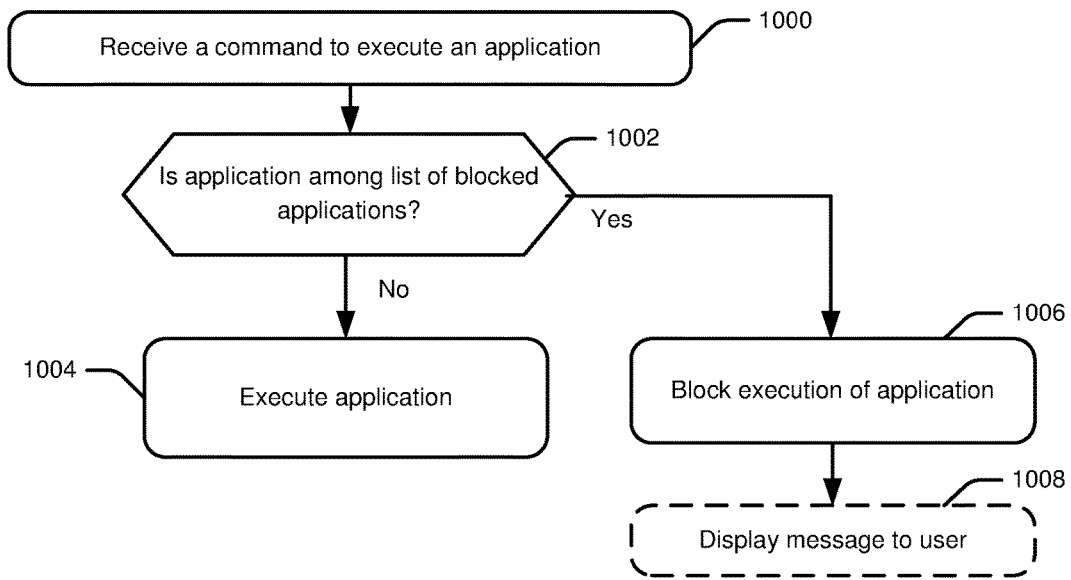 Receive a command to execute an application
1000
1002
Is application among list of blocked
applications?
Yes
No
1006
1004
Execute application
Block execution of application
1008
Display message to user